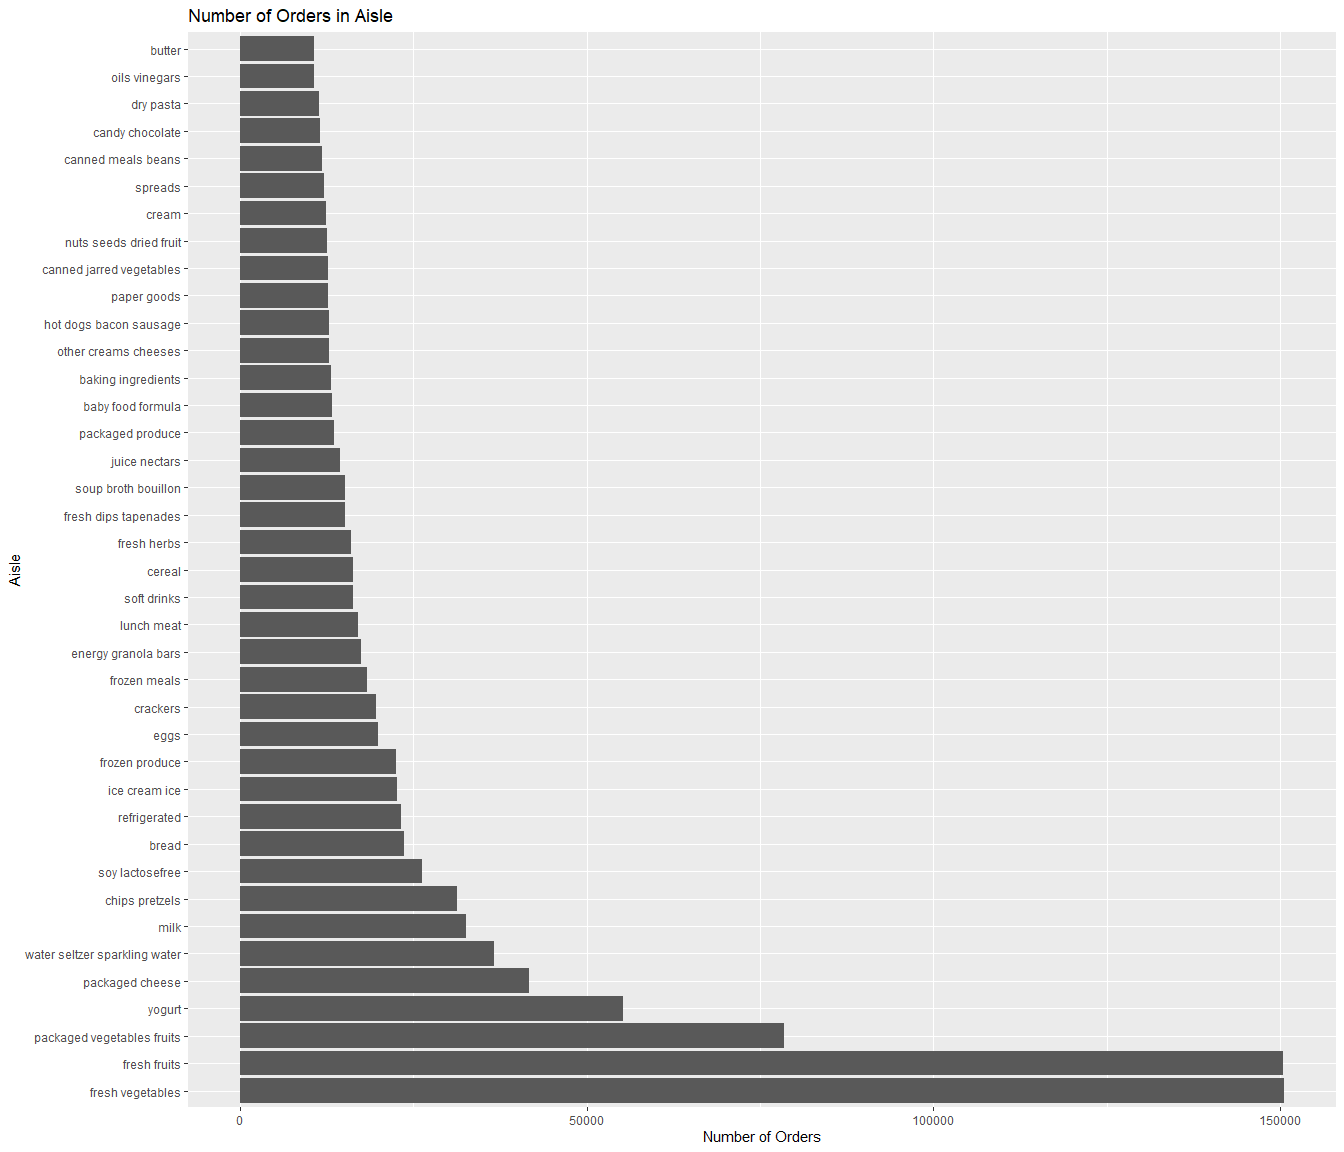 Number of Orders in Aisle
butter
oils vinegars
dry pasta
candy chocolate
canned meals beans
spreads
cream
nuts seeds dried fruit
canned jarred vegetables
paper goods
hot dogs bacon sausage
other creams cheeses
baking ingredients
baby food formula
packaged produce
juice nectars
soup broth bouillon
fresh dips tapenades
fresh herbs
cereal
soft drinks
lunch meat
energy granola bars
frozen meals
crackers
eggs
frozen produce
ice cream ice
refrigerated
bread
soy lactosefree
chips pretzels
milk
water seltzer sparkling water
packaged cheese
yogurt
packaged vegetables fruits
fresh fruits
fresh vegetables
Aisle
0 50000 100000 150000
Number of Orders